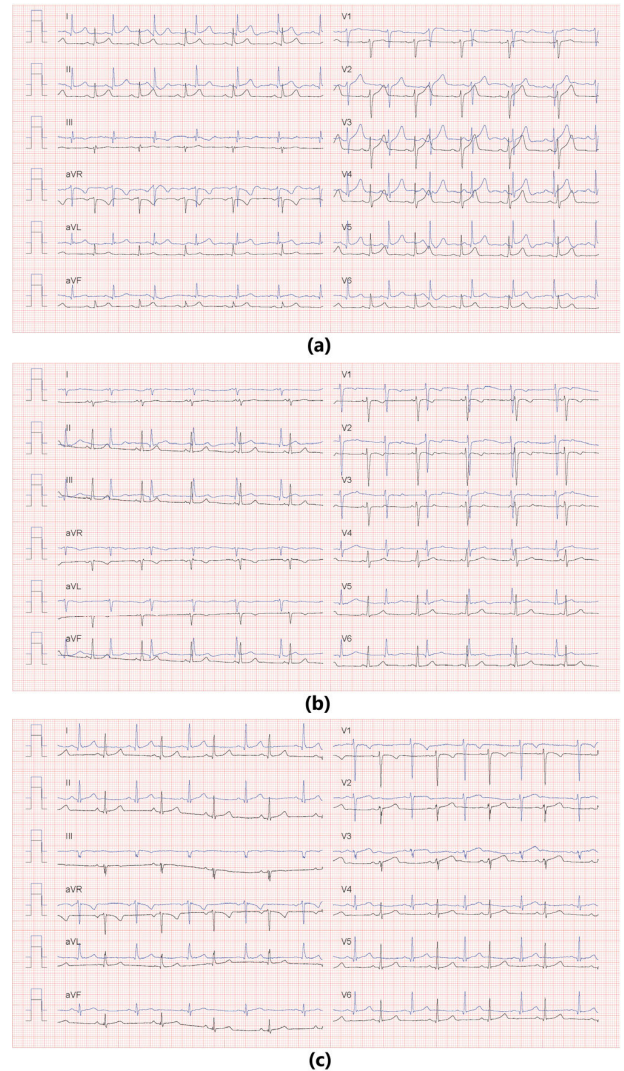 I V1
II V2
III V3
aVR V4
aVL V5
aVF V6
(a)
I V1
II V2
III V3
aVR V4
aVL V5
aVF V6
(b)
I V1
II V2
III V3
aVR V4
aVL V5
aVF V6
(c)